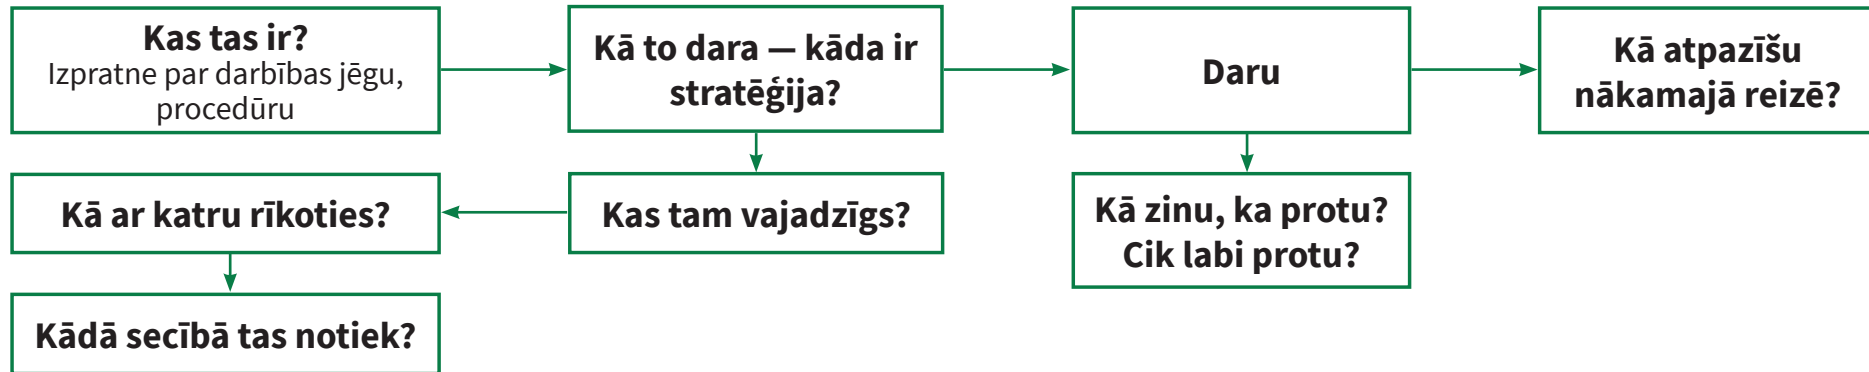 Kas tas ir?
Izpratne par darbības jēgu,
procedūru
Kā to dara — kāda ir
stratēģija?
Daru
Kā atpazīšu
nākamajā reizē?
Kā ar katru rīkoties?
Kas tam vajadzīgs?
Kā zinu, ka protu?
Cik labi protu?
Kādā secībā tas notiek?